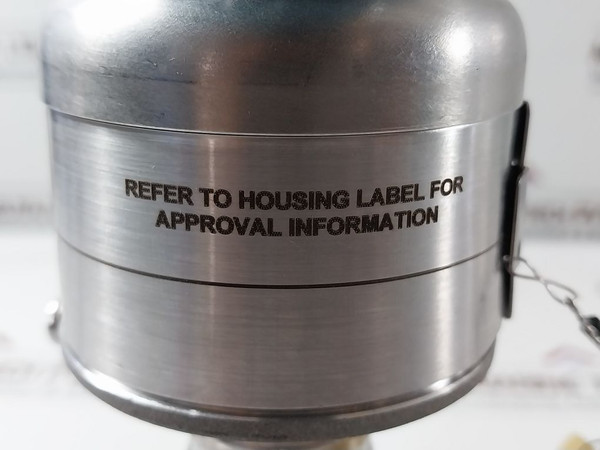 REFER TO HOUSING LABEL FOR
APPROVAL INFORMATION